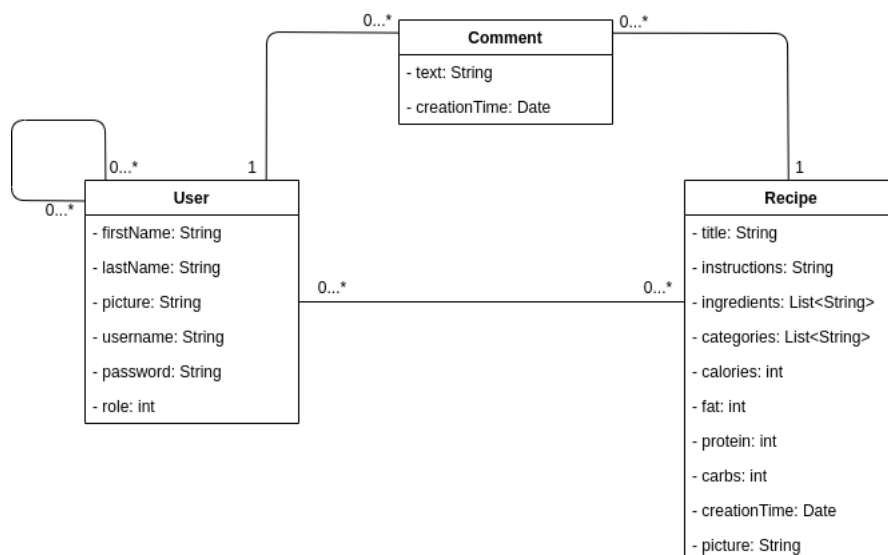 0...*
0...*
Comment
- text: String
- creationTime: Date
0...*
1
1
0...*
User
- firstName: String
- lastName: String
- picture: String
- username: String
- password: String
- role: int
0...*
0...*
Recipe
- title: String
- instructions: String
- ingredients: List<String>
- categories: List<String>
- calories: int
- fat: int
- protein: int
- carbs: int
- creationTime: Date
- picture: String